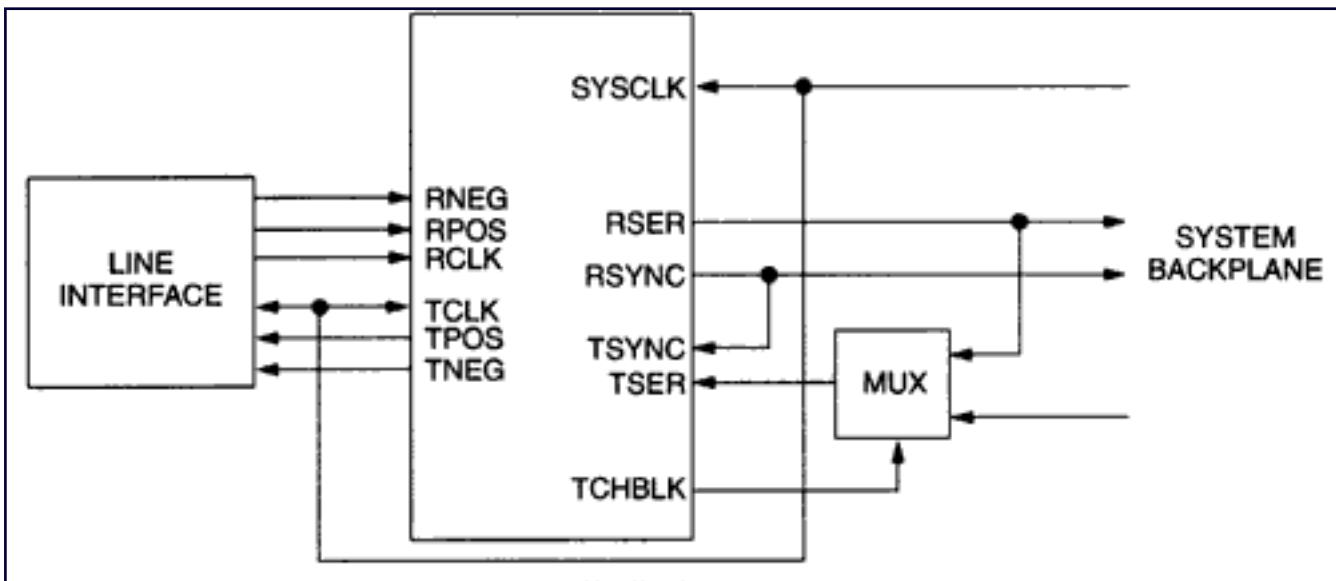 SYSCLK
RNEG
RPOS
RCLK
TCLK
TPOS
TNEG
LINE
INTERFACE
RSER
RSYNC
TSYNC
TSER
TCHBLK
MUX
SYSTEM
BACKPLANE